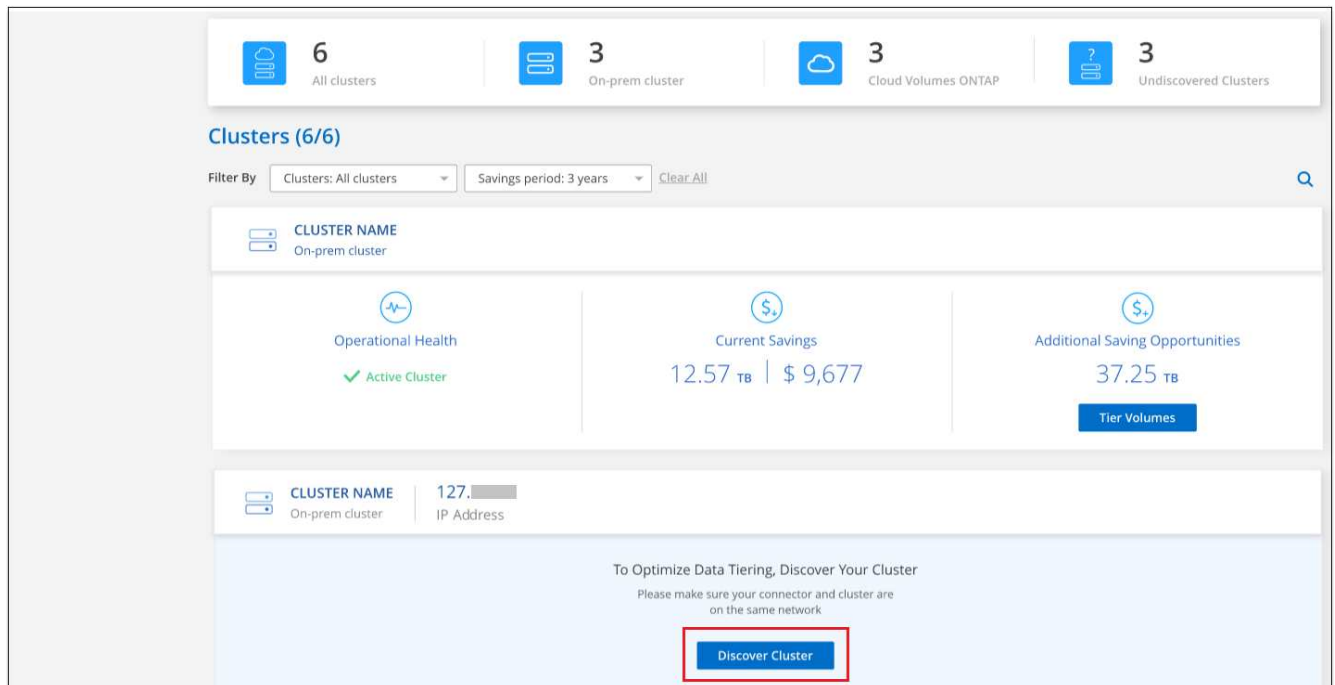 6
All clusters
3
On-prem cluster
3
Cloud Volumes ONTAP
?
3
Undiscovered Clusters
Clusters (6/6)
Filter By Clusters: All clusters Savings period: 3 years Clear All
CLUSTER NAME
On-prem cluster
Operational Health
Active Cluster
$
Current Savings
12.57 TB | $ 9,677
$+
Additional Saving Opportunities
37.25 TB
Tier Volumes
CLUSTER NAME
On-prem cluster
127.
IP Address
To Optimize Data Tiering, Discover Your Cluster
Please make sure your connector and cluster are
on the same network
Discover Cluster